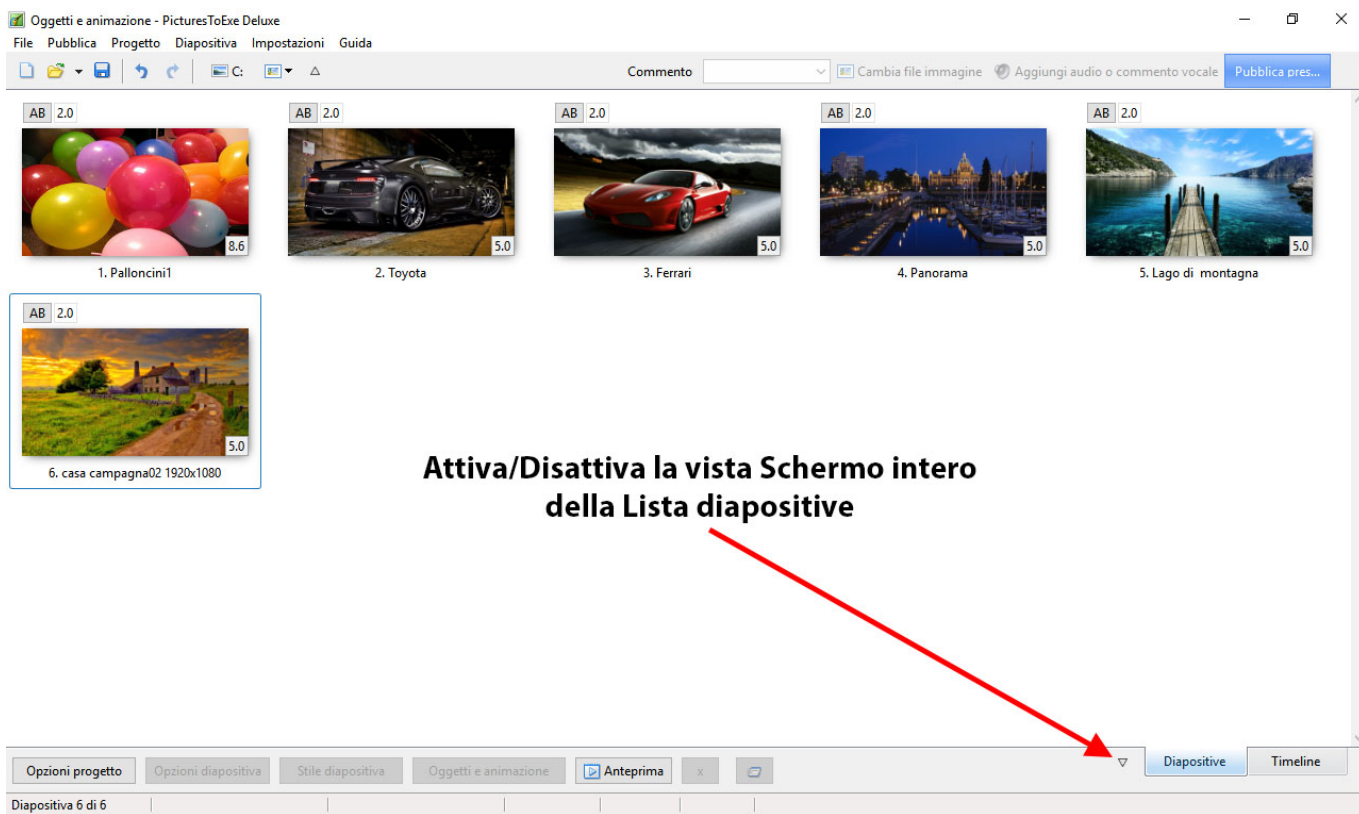 Oggetti e animazione - PicturesToExe Deluxe
File Pubblica Progetto Diapositiva Impostazioni Guida
C: Commento Cambia file immagine Aggiungi audio o commento vocale Pubblica pres...
AB 2.0 AB 2.0 AB 2.0 AB 2.0 AB 2.0
8.6 5.0 5.0 5.0 5.0
1. Palloncini1 2. Toyota 3. Ferrari 4. Panorama 5. Lago di montagna
AB 2.0
5.0
6. casa campagna02 1920x1080
Attiva/Disattiva la vista Schermo intero
della Lista diapositive
Opzioni progetto Opzioni diapositiva Stile diapositiva Oggetti e animazione Anteprima x Diapositive Timeline
Diapositiva 6 di 6